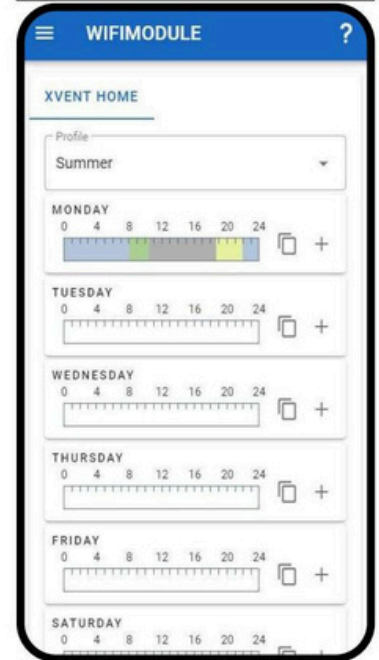 WIFIMODULE ?
XVENT HOME
Profile
Summer
MONDAY
0 4 8 12 16 20 24
TUESDAY
0 4 8 12 16 20 24
WEDNESDAY
0 4 8 12 16 20 24
THURSDAY
0 4 8 12 16 20 24
FRIDAY
0 4 8 12 16 20 24
SATURDAY
0 4 8 12 16 20 24